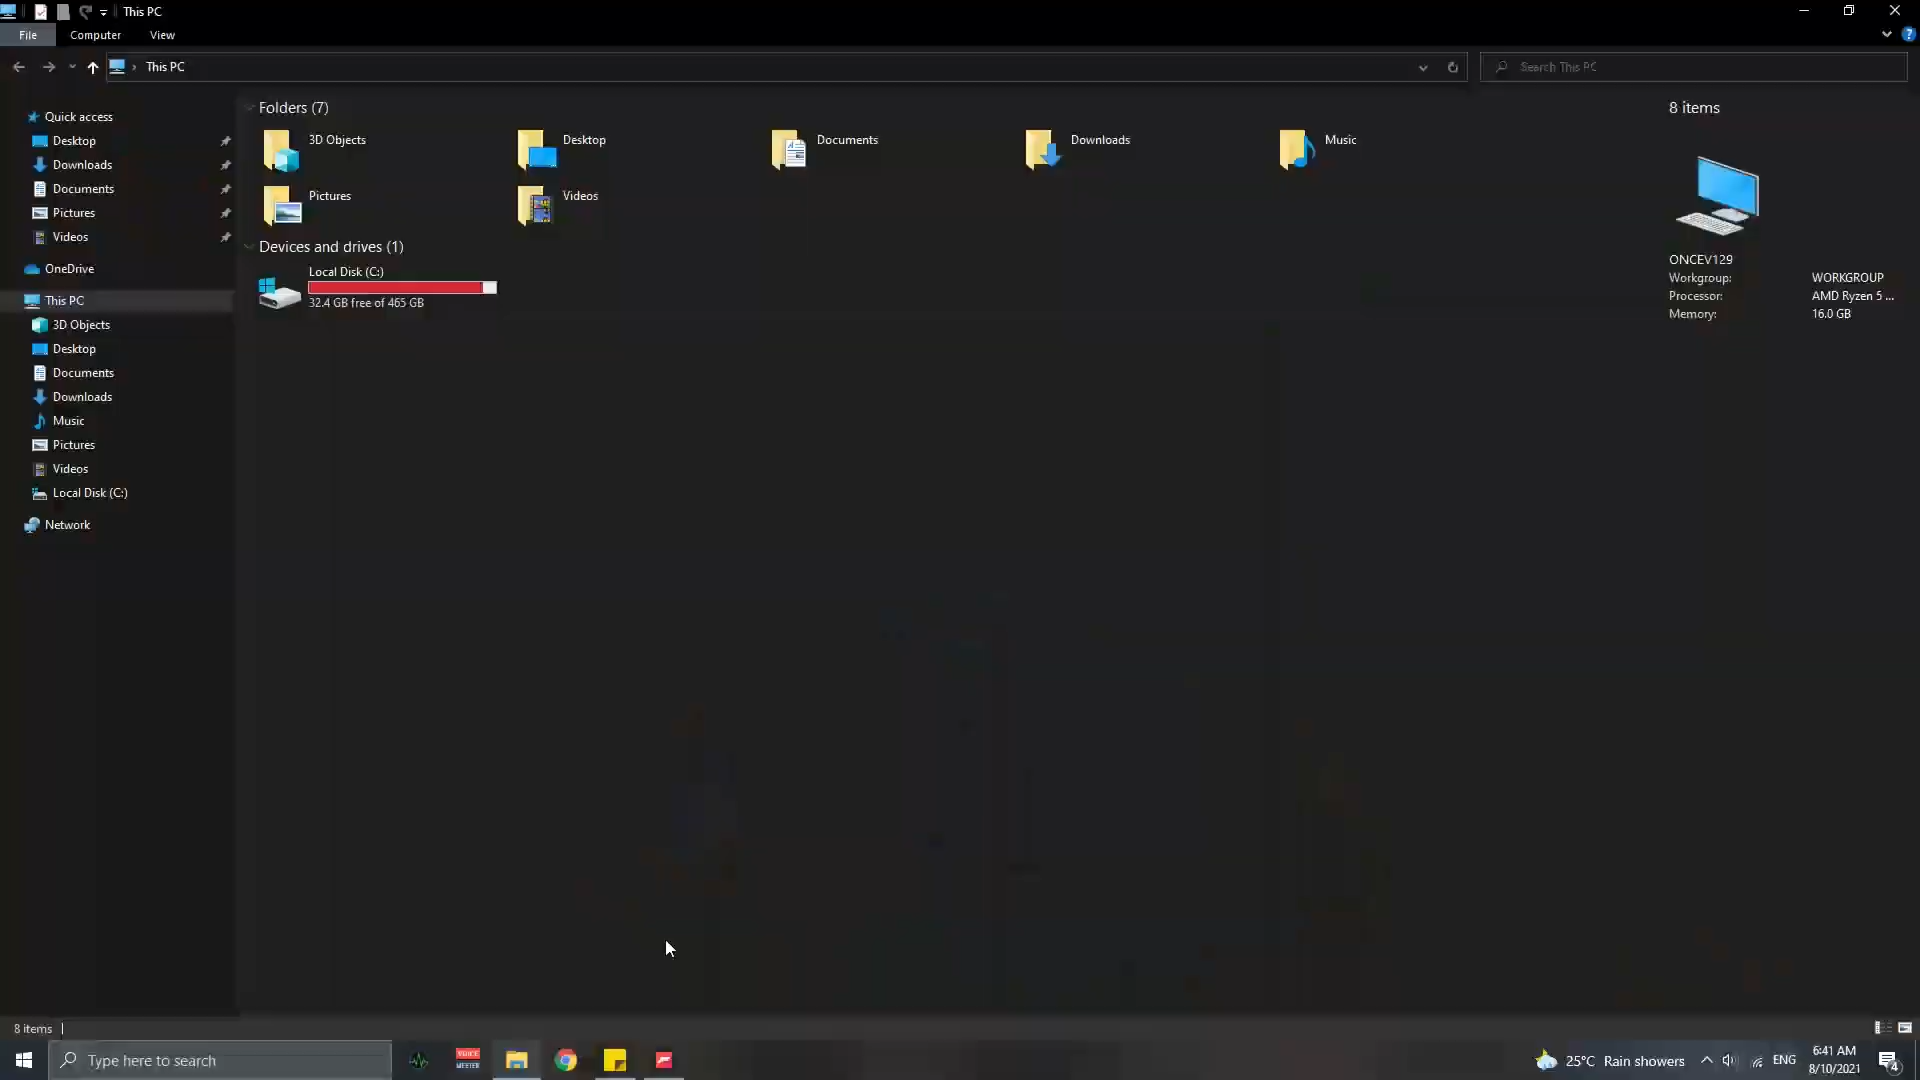 This PC
File
Computer
View
?
› This PC
Search This PC
Quick access
Desktop
Downloads
Documents
Pictures
Videos
OneDrive
This PC
3D Objects
Desktop
Documents
Downloads
Music
Pictures
Videos
Local Disk (C:)
Network
Folders (7)
3D Objects
Desktop
Documents
Downloads
Music
Pictures
Videos
Devices and drives (1)
Local Disk (C:)
32.4 GB free of 465 GB
8 items
ONCEV129
Workgroup: WORKGROUP
Processor: AMD Ryzen 5 ...
Memory: 16.0 GB
8 items
Type here to search
VOICE
MEETER
25°C Rain showers
ENG
6:41 AM
8/10/2021
4